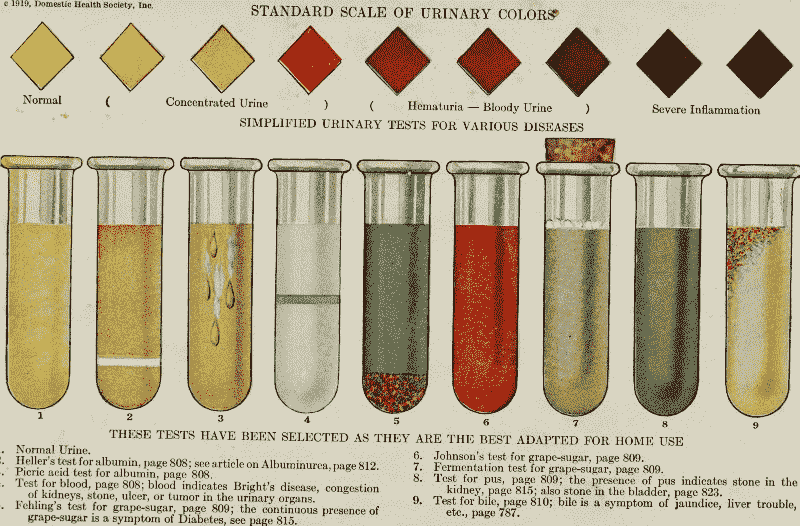 c 1919, Domestic Health Society, Inc.
STANDARD SCALE OF URINARY COLORS
Normal ( Concentrated Urine ) ( Hematuria — Bloody Urine ) Severe Inflammation
SIMPLIFIED URINARY TESTS FOR VARIOUS DISEASES
1 2 3 4 5 6 7 8 9
THESE TESTS HAVE BEEN SELECTED AS THEY ARE THE BEST ADAPTED FOR HOME USE
. Normal Urine.
. Heller's test for albumin, page 808; see article on Albuminurea, page 812.
. Picric acid test for albumin, page 808.
. Test for blood, page 808; blood indicates Bright's disease, congestion
of kidneys, stone, ulcer, or tumor in the urinary organs.
. Fehling's test for grape-sugar, page 809; the continuous presence of
grape-sugar is a symptom of Diabetes, see page 815.
6. Johnson's test for grape-sugar, page 809.
7. Fermentation test for grape-sugar, page 809.
8. Test for pus, page 809; the presence of pus indicates stone in the
kidney, page 815; also stone in the bladder, page 823.
9. Test for bile, page 810; bile is a symptom of jaundice, liver trouble,
etc., page 787.